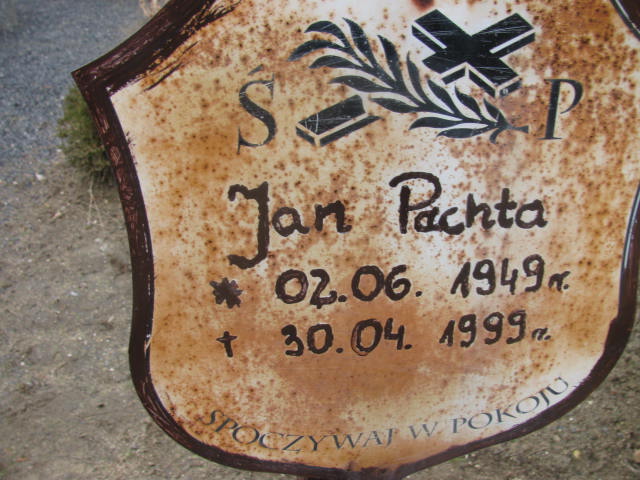 Ś P
Jan Pachta
* 02.06. 1949 r.
† 30.04. 1999 r.
SPOCZYWAJ W POKOJU